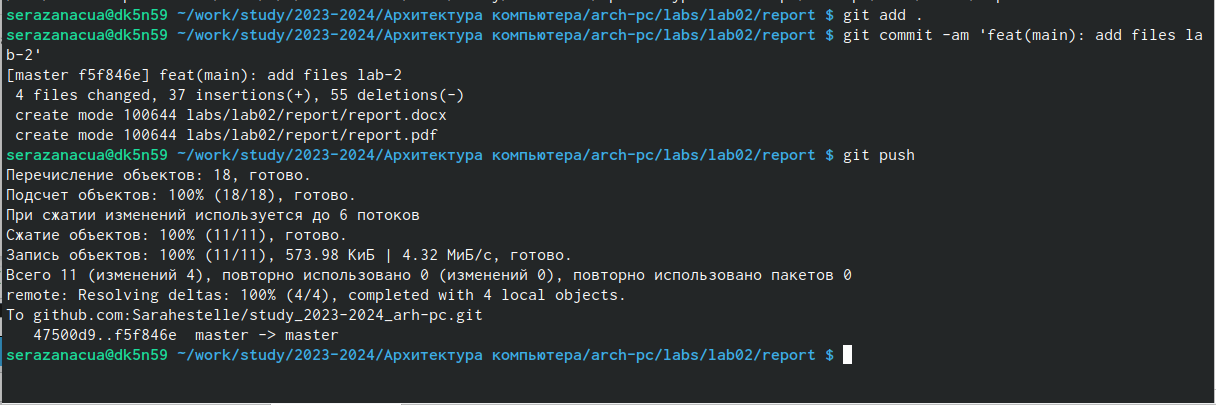 serazanacua@dk5n59 ~/work/study/2023-2024/Архитектура компьютера/arch-pc/labs/lab02/report $ git add .
serazanacua@dk5n59 ~/work/study/2023-2024/Архитектура компьютера/arch-pc/labs/lab02/report $ git commit -am 'feat(main): add files la
b-2'
[master f5f846e] feat(main): add files lab-2
 4 files changed, 37 insertions(+), 55 deletions(-)
 create mode 100644 labs/lab02/report/report.docx
 create mode 100644 labs/lab02/report/report.pdf
serazanacua@dk5n59 ~/work/study/2023-2024/Архитектура компьютера/arch-pc/labs/lab02/report $ git push
Перечисление объектов: 18, готово.
Подсчет объектов: 100% (18/18), готово.
При сжатии изменений используется до 6 потоков
Сжатие объектов: 100% (11/11), готово.
Запись объектов: 100% (11/11), 573.98 КиБ | 4.32 МиБ/с, готово.
Всего 11 (изменений 4), повторно использовано 0 (изменений 0), повторно использовано пакетов 0
remote: Resolving deltas: 100% (4/4), completed with 4 local objects.
To github.com:Sarahestelle/study_2023-2024_arh-pc.git
   47500d9..f5f846e  master -> master
serazanacua@dk5n59 ~/work/study/2023-2024/Архитектура компьютера/arch-pc/labs/lab02/report $